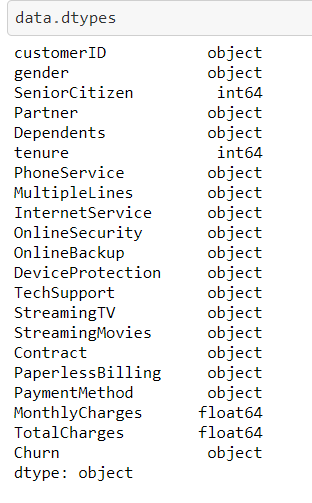 data.dtypes
customerID object
gender object
SeniorCitizen int64
Partner object
Dependents object
tenure int64
PhoneService object
MultipleLines object
InternetService object
OnlineSecurity object
OnlineBackup object
DeviceProtection object
TechSupport object
StreamingTV object
StreamingMovies object
Contract object
PaperlessBilling object
PaymentMethod object
MonthlyCharges float64
TotalCharges float64
Churn object
dtype: object